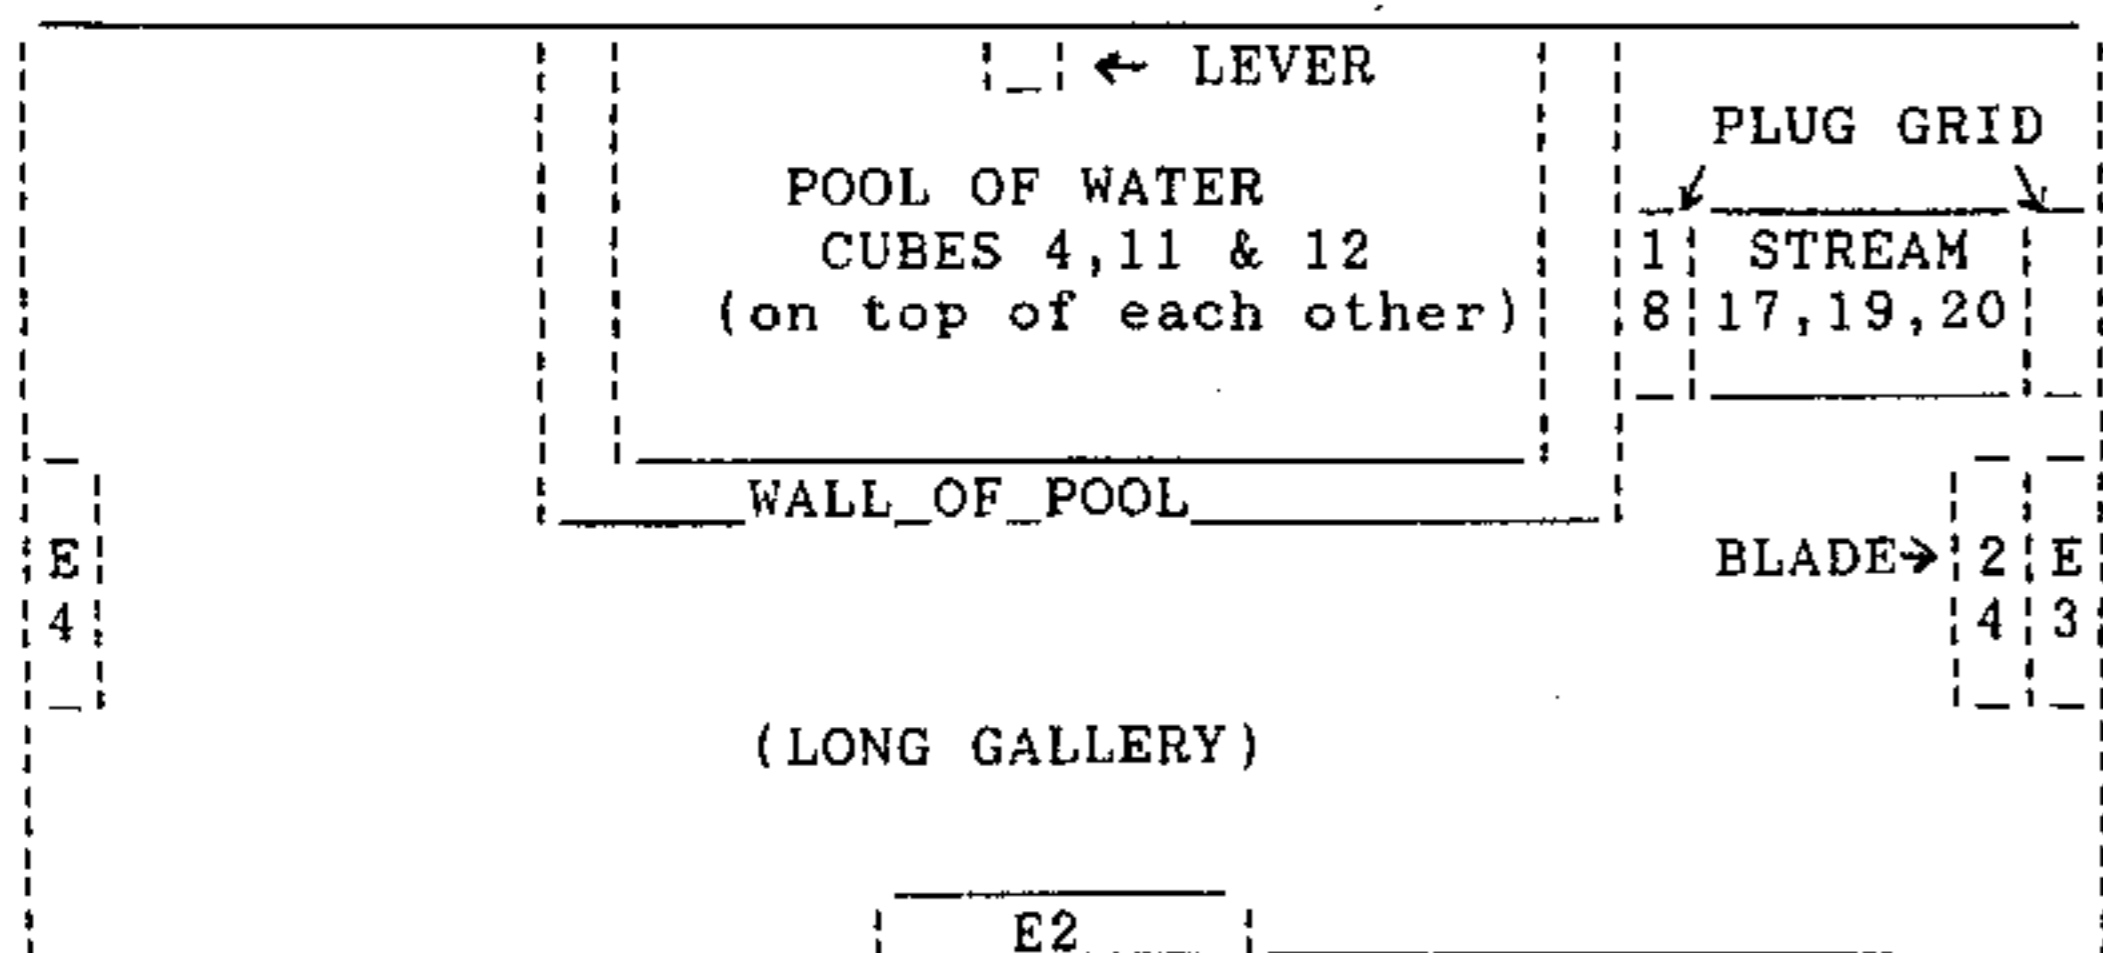 ← LEVER
PLUG GRID
POOL OF WATER
CUBES 4,11 & 12
(on top of each other)
1
8
STREAM
17,19,20
WALL_OF_POOL
E
4
BLADE→
2
4
E
3
(LONG GALLERY)
E2